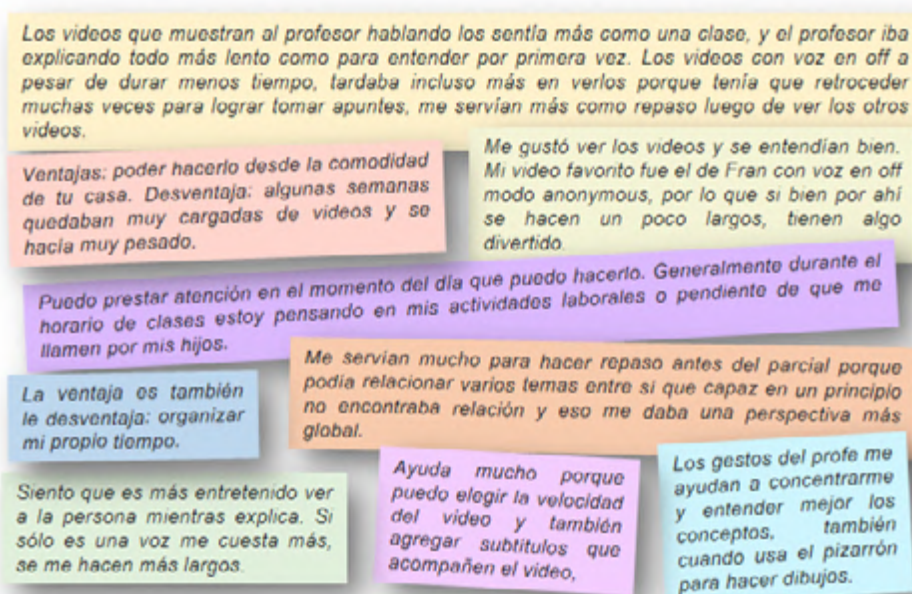 Los videos que muestran al profesor hablando los sentía más como una clase, y el profesor iba
explicando todo más lento como para entender por primera vez. Los videos con voz en off a
pesar de durar menos tiempo, tardaba incluso más en verlos porque tenía que retroceder
muchas veces para lograr tomar apuntes, me servían más como repaso luego de ver los otros
videos.
Ventajas: poder hacerlo desde la comodidad
de tu casa. Desventaja: algunas semanas
quedaban muy cargadas de videos y se
hacía muy pesado.
Me gustó ver los videos y se entendían bien.
Mi video favorito fue el de Fran con voz en off
modo anonymous, por lo que si bien por ahí
se hacen un poco largos, tienen algo
divertido.
Puedo prestar atención en el momento del día que puedo hacerlo. Generalmente durante el
horario de clases estoy pensando en mis actividades laborales o pendiente de que me
llamen por mis hijos.
Me servían mucho para hacer repaso antes del parcial porque
podía relacionar varios temas entre si que capaz en un principio
no encontraba relación y eso me daba una perspectiva más
global.
La ventaja es también
le desventaja: organizar
mi propio tiempo.
Siento que es más entretenido ver
a la persona mientras explica. Si
sólo es una voz me cuesta más,
se me hacen más largos.
Ayuda mucho porque
puedo elegir la velocidad
del video y también
agregar subtítulos que
acompañen el video,
Los gestos del profe me
ayudan a concentrarme
y entender mejor los
conceptos, también
cuando usa el pizarrón
para hacer dibujos.